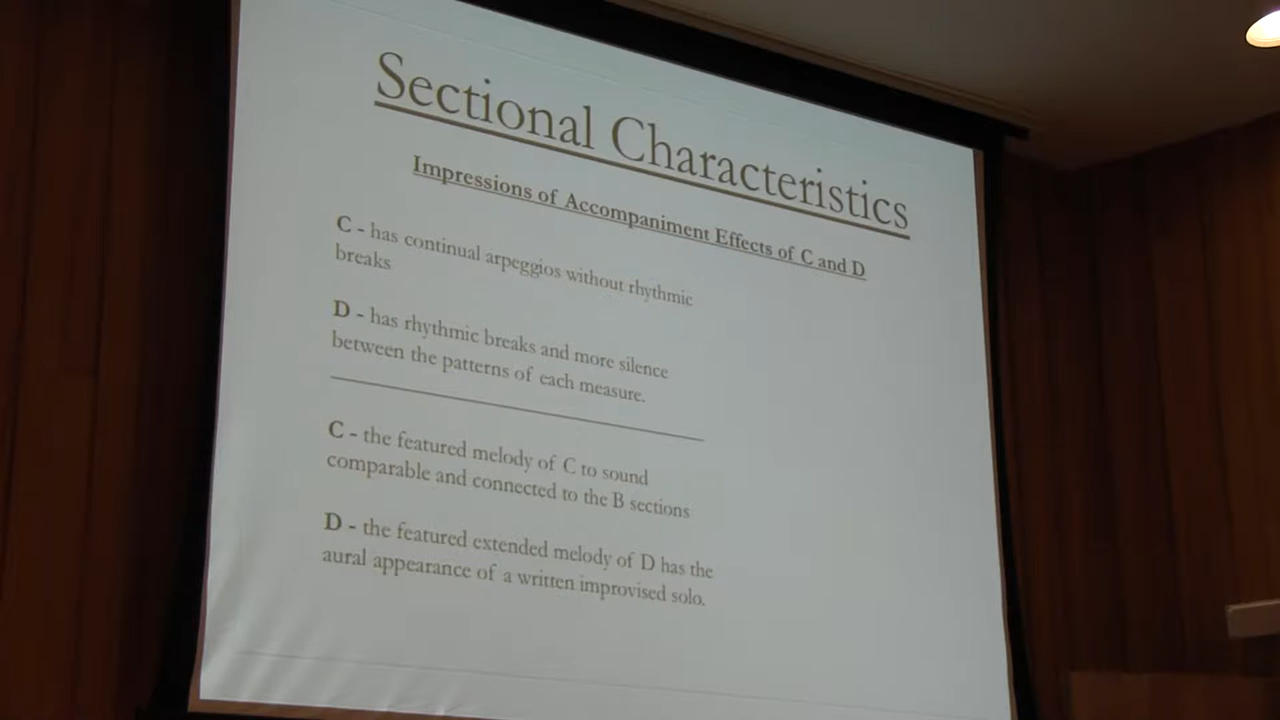 Sectional Characteristics
Impressions of Accompaniment Effects of C and D
C - has continual arpeggios without rhythmic
breaks
D - has rhythmic breaks and more silence
between the patterns of each measure.
C - the featured melody of C to sound
comparable and connected to the B sections
D - the featured extended melody of D has the
aural appearance of a written improvised solo.